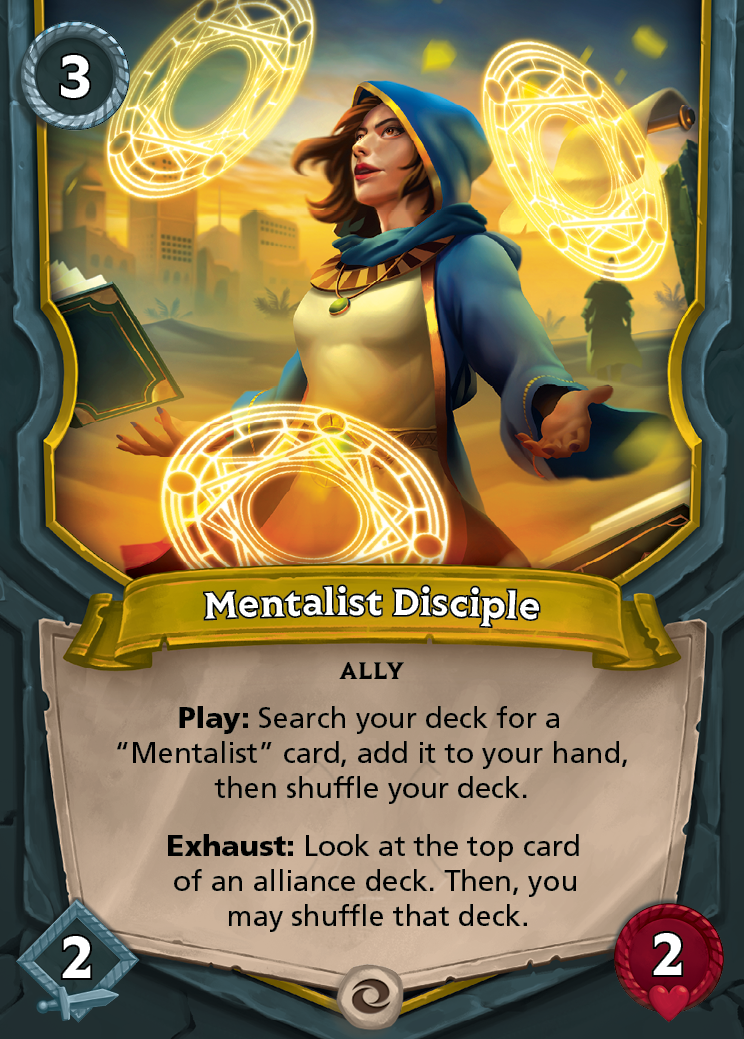 3
Mentalist Disciple
ALLY
Play: Search your deck for a
“Mentalist” card, add it to your hand,
then shuffle your deck.
Exhaust: Look at the top card
of an alliance deck. Then, you
may shuffle that deck.
2
2